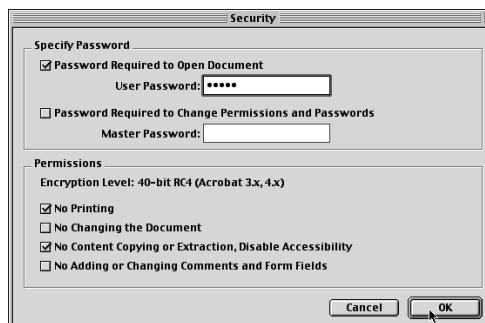 Security
Specify Password
Password Required to Open Document
User Password: •••••
Password Required to Change Permissions and Passwords
Master Password:
Permissions
Encryption Level: 40-bit RC4 (Acrobat 3.x, 4.x)
No Printing
No Changing the Document
No Content Copying or Extraction, Disable Accessibility
No Adding or Changing Comments and Form Fields
Cancel OK